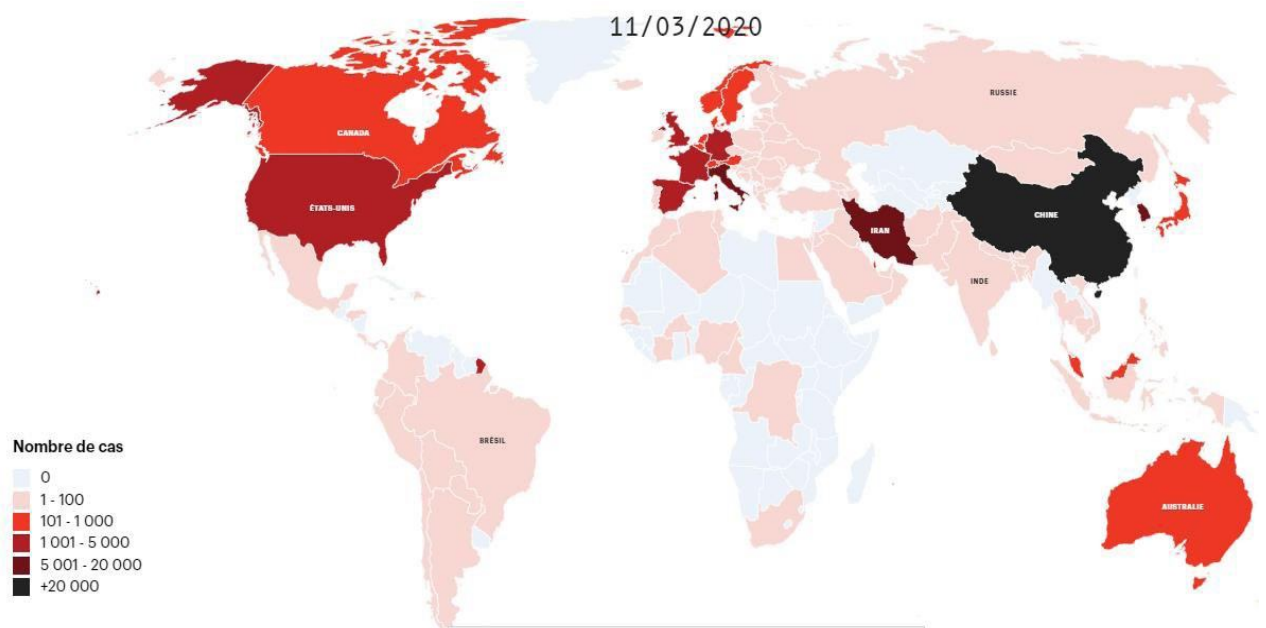 11/03/2020
RUSSIE
CANADA
ÉTATS-UNIS
CHINE
IRAN
INDE
BRÉSIL
AUSTRALIE
Nombre de cas
0
1 - 100
101 - 1 000
1 001 - 5 000
5 001 - 20 000
+20 000